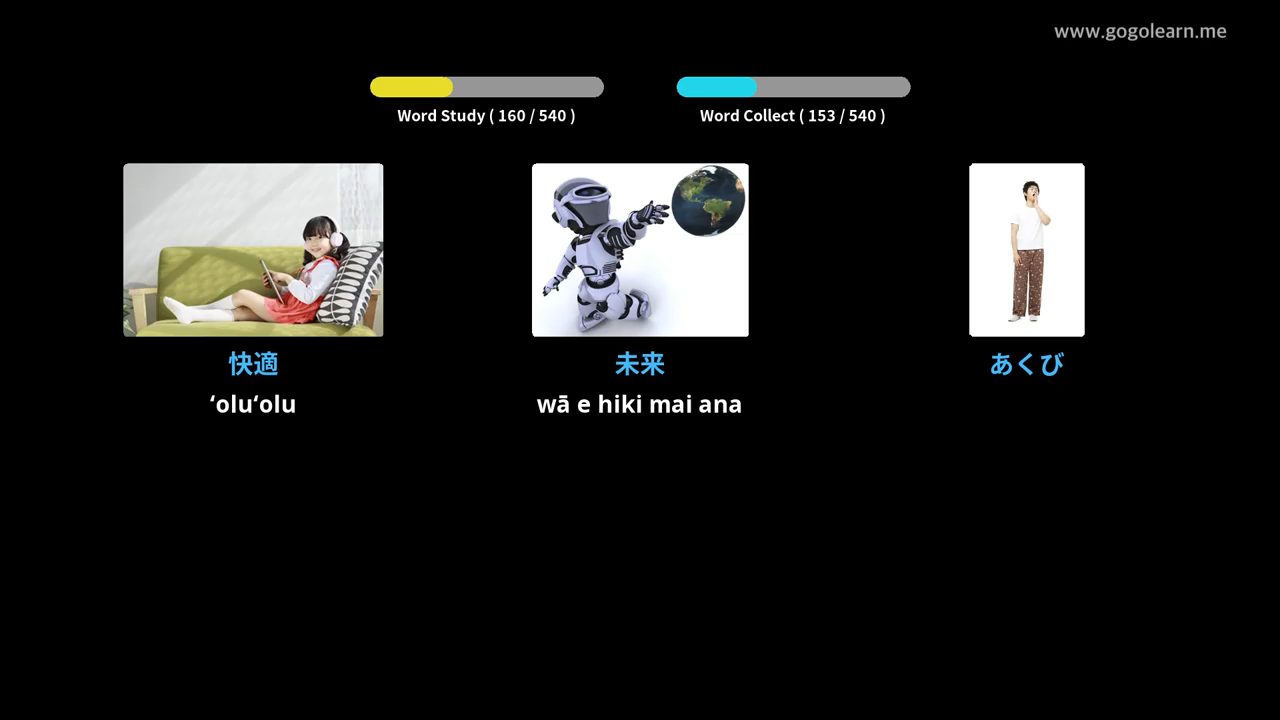 www.gogolearn.me
Word Study ( 160 / 540 )
Word Collect ( 153 / 540 )
快適
未来
あくび
ʻoluʻolu
wā e hiki mai ana